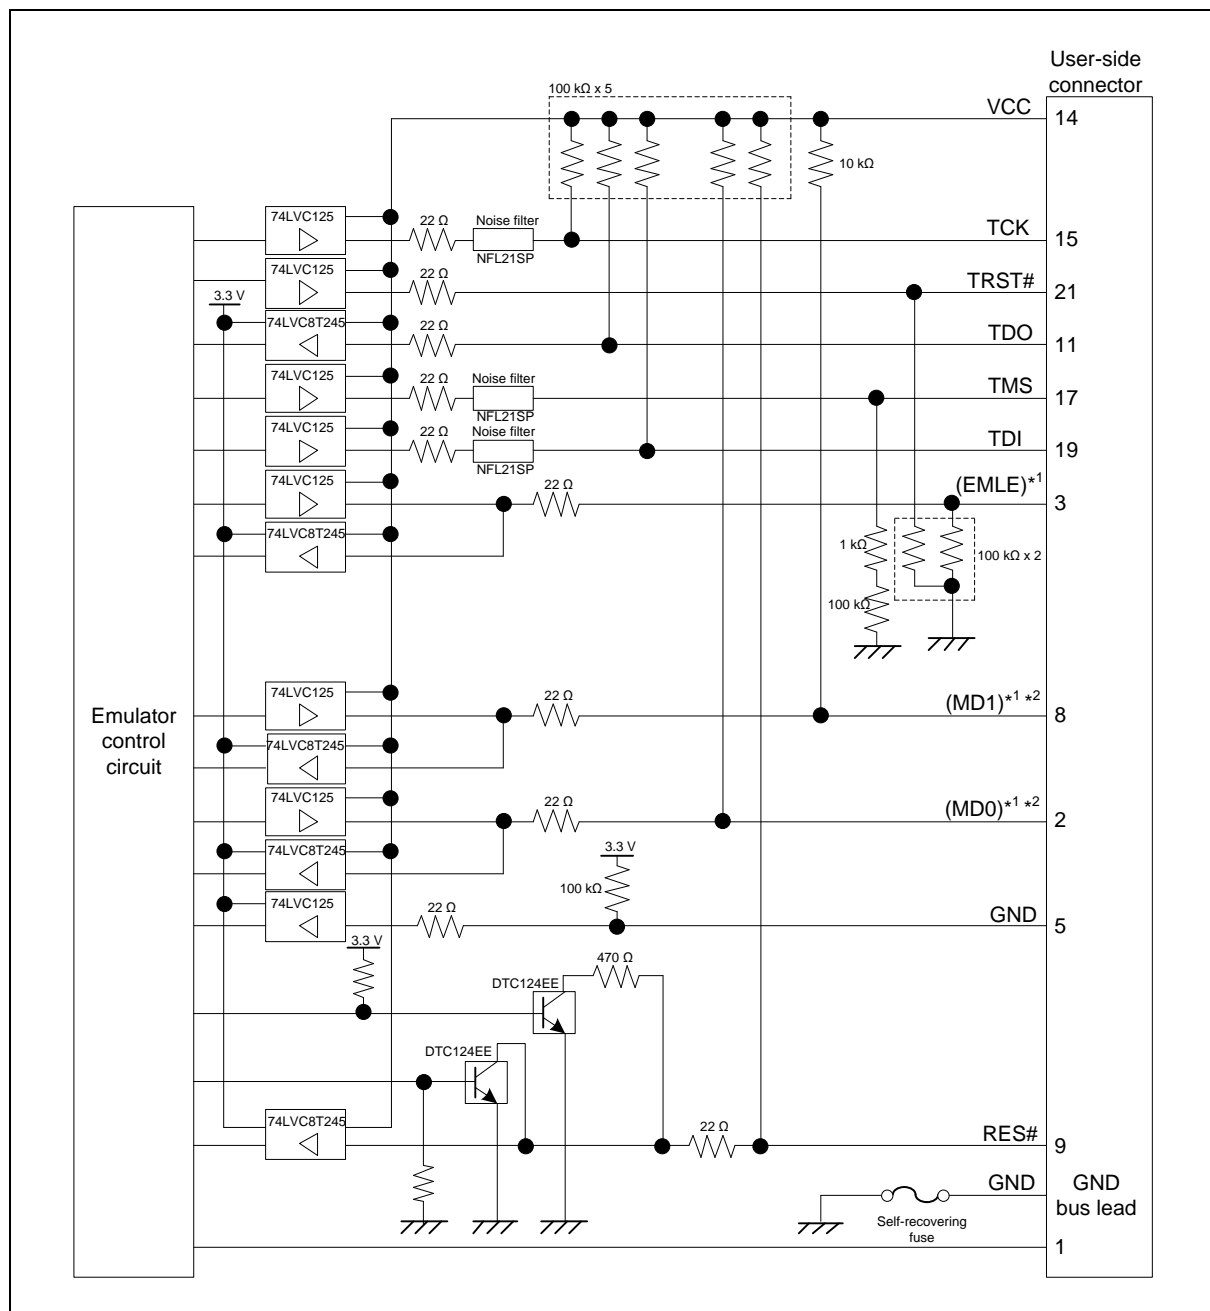 User-side
connector
100 kΩ x 5
VCC
14
10 kΩ
74LVC125
22 Ω
Noise filter
NFL21SP
TCK
15
74LVC125
22 Ω
TRST#
21
3.3 V
74LVC8T245
22 Ω
TDO
11
74LVC125
22 Ω
Noise filter
NFL21SP
TMS
17
74LVC125
22 Ω
Noise filter
NFL21SP
TDI
19
74LVC125
22 Ω
(EMLE)*1
3
74LVC8T245
1 kΩ
100 kΩ x 2
100 kΩ
Emulator
control
circuit
74LVC125
22 Ω
(MD1)*1 *2
8
74LVC8T245
74LVC125
22 Ω
(MD0)*1 *2
2
74LVC8T245
3.3 V
100 kΩ
74LVC125
22 Ω
GND
5
3.3 V
470 Ω
DTC124EE
DTC124EE
74LVC8T245
22 Ω
RES#
9
GND
GND
bus lead
Self-recovering
fuse
1